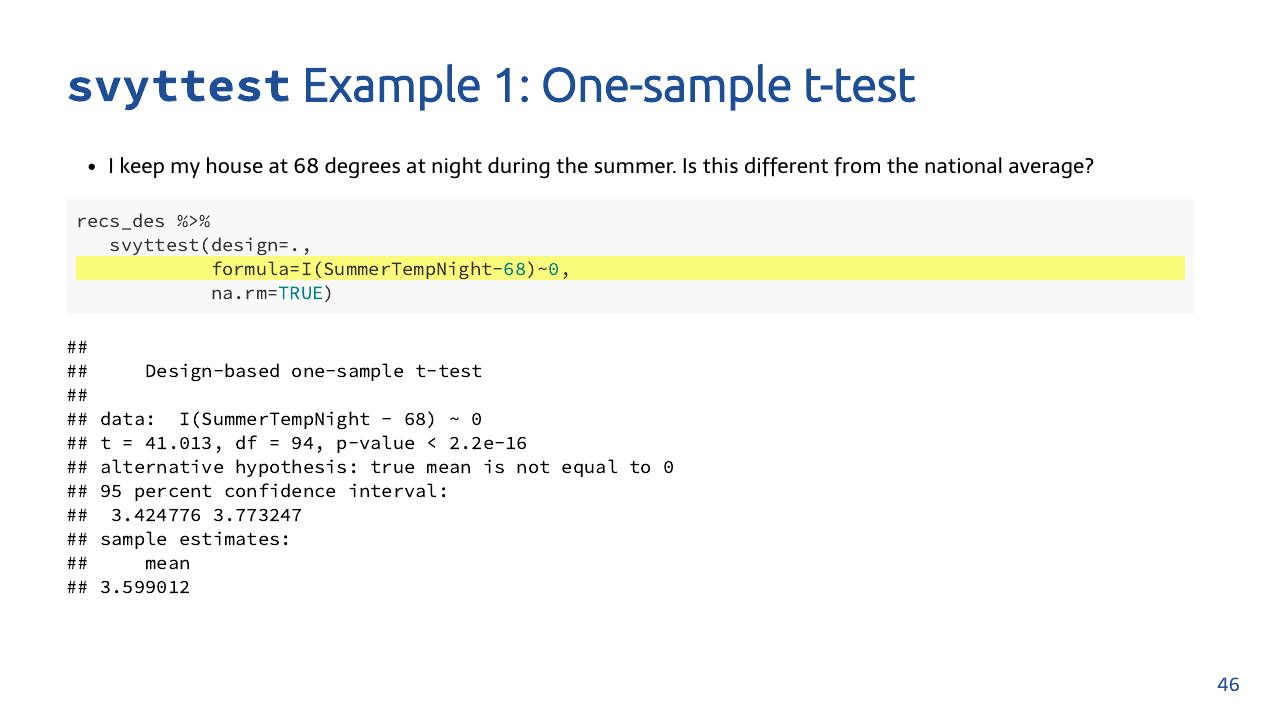 svyttest Example 1: One-sample t-test
• I keep my house at 68 degrees at night during the summer. Is this different from the national average?
recs_des %>%
   svyttest(design=.,
            formula=I(SummerTempNight-68)~0,
            na.rm=TRUE)
##
##     Design-based one-sample t-test
##
## data:  I(SummerTempNight - 68) ~ 0
## t = 41.013, df = 94, p-value < 2.2e-16
## alternative hypothesis: true mean is not equal to 0
## 95 percent confidence interval:
##  3.424776 3.773247
## sample estimates:
##     mean
## 3.599012
46